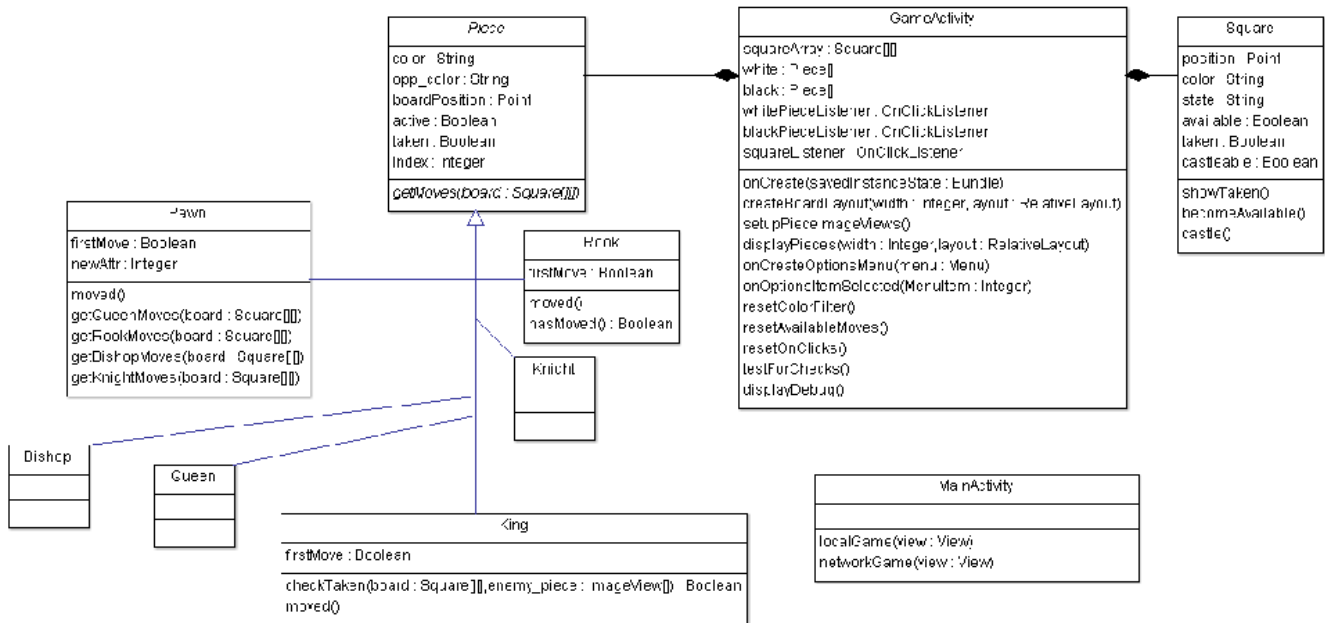 Piece
color : String
opp_color : String
boardPosition : Point
active : Boolean
taken : Boolean
index : Integer
getMoves(board : Square[][])
GameActivity
squareArray : Square[][]
white : Piece[]
black : Piece[]
whitePieceListener : OnClickListener
blackPieceListener : OnClickListener
squareListener : OnClickListener
onCreate(savedInstanceState : Bundle)
createBoardLayout(width : Integer, layout : RelativeLayout)
setupPieceImageViews()
displayPieces(width : Integer,layout : RelativeLayout)
onCreateOptionsMenu(menu : Menu)
onOptionsItemSelected(MenuItem : Integer)
resetColorFilter()
resetAvailableMoves()
resetOnClicks()
testForChecks()
displayDebug()
Square
position : Point
color : String
state : String
available : Boolean
taken : Boolean
castleable : Boolean
showTaken()
becomeAvailable()
castle()
Pawn
firstMove : Boolean
newAttr : Integer
moved()
getQueenMoves(board : Square[][])
getRookMoves(board : Square[][])
getBishopMoves(board : Square[][])
getKnightMoves(board : Square[][])
Rook
firstMove : Boolean
moved()
hasMoved() : Boolean
Knight
Bishop
Queen
King
firstMove : Boolean
checkTaken(board : Square[][],enemy_piece : ImageView[]) : Boolean
moved()
MainActivity
localGame(view : View)
networkGame(view : View)